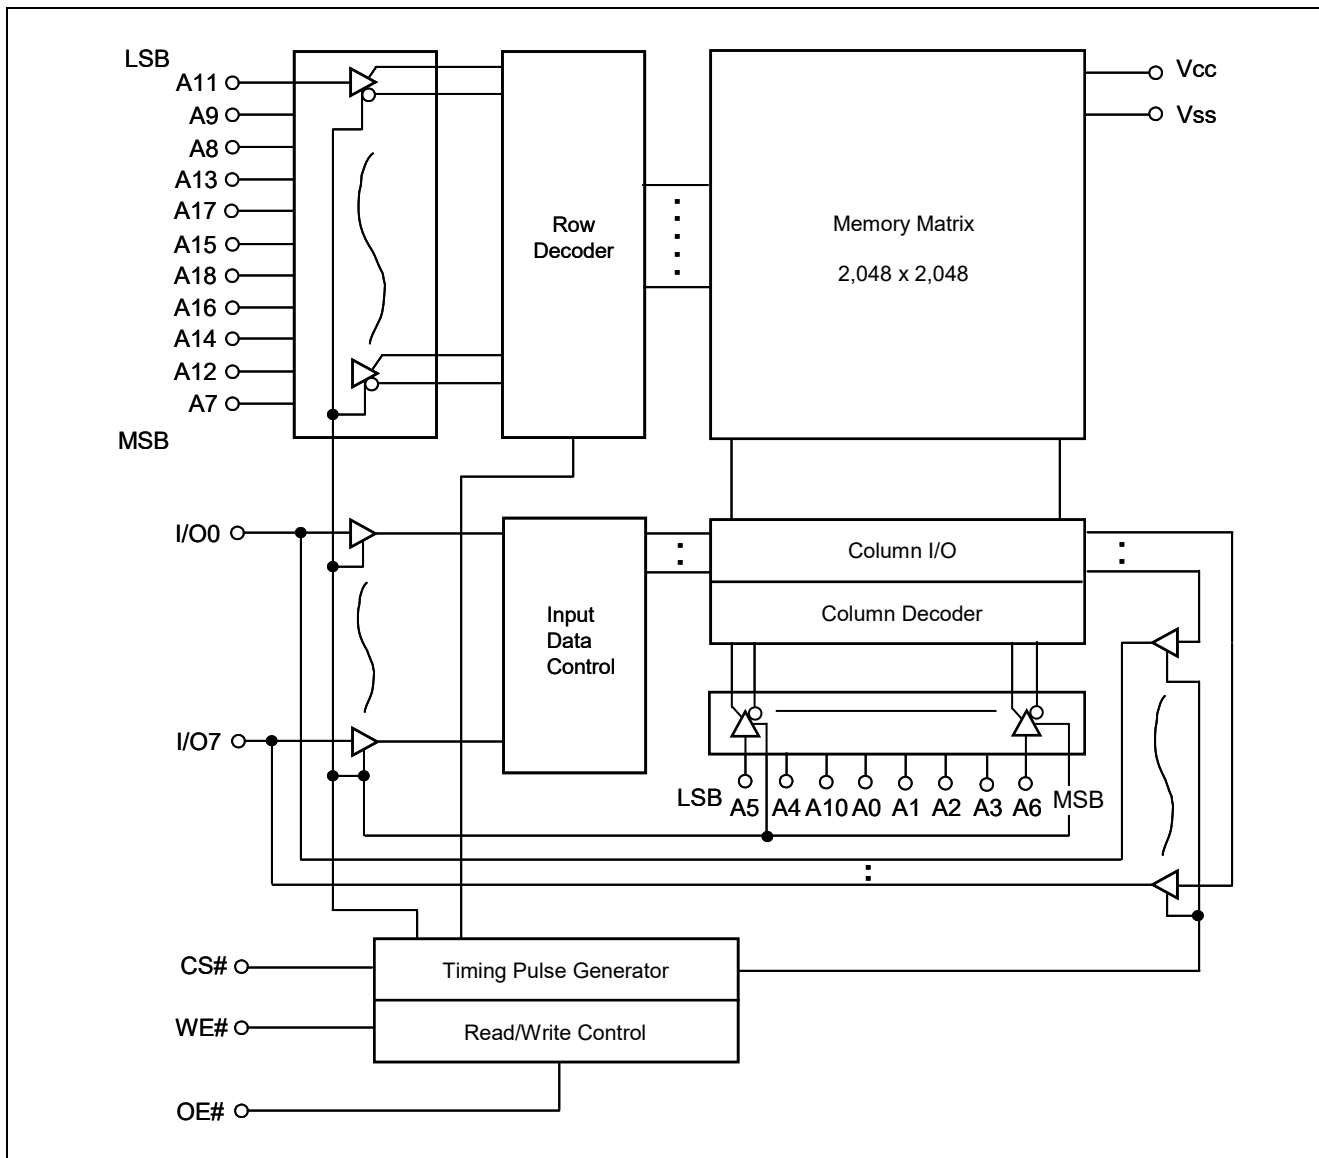 LSB
A11
A9
A8
A13
A17
A15
A18
A16
A14
A12
A7
MSB
Row
Decoder
Memory Matrix
2,048 x 2,048
Vcc
Vss
I/O0
I/O7
Input
Data
Control
Column I/O
Column Decoder
LSB
A5
A4
A10
A0
A1
A2
A3
A6
MSB
CS#
WE#
OE#
Timing Pulse Generator
Read/Write Control